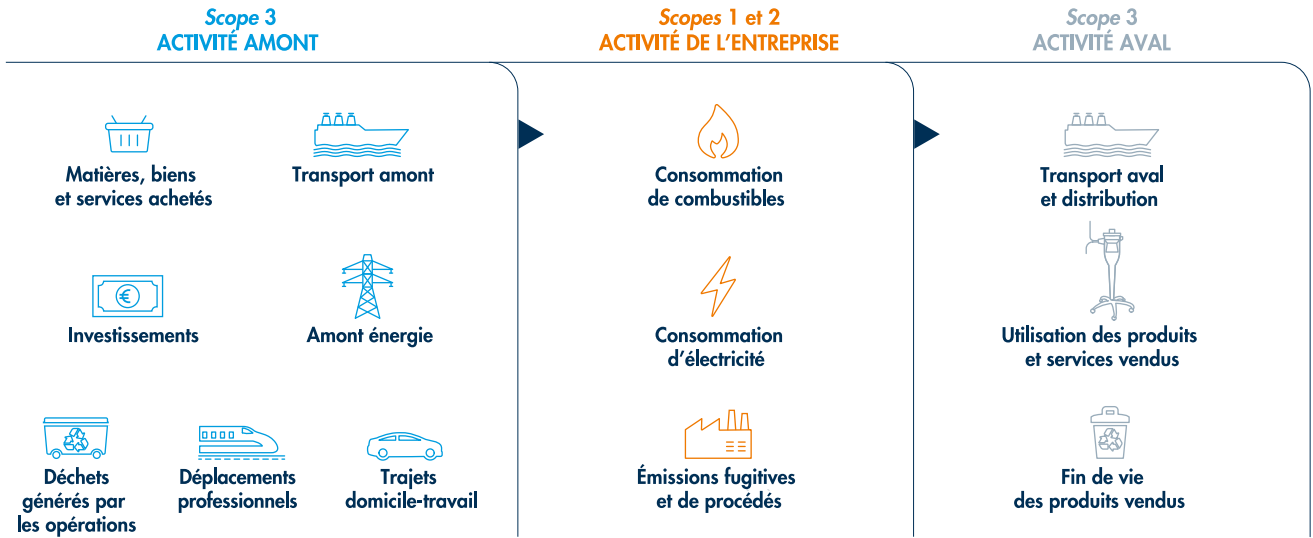 Scope 3
ACTIVITÉ AMONT
Matières, biens
et services achetés
Transport amont
Investissements
Amont énergie
Déchets
générés par
les opérations
Déplacements
professionnels
Trajets
domicile-travail
Scopes 1 et 2
ACTIVITÉ DE L'ENTREPRISE
Consommation
de combustibles
Consommation
d'électricité
Émissions fugitives
et de procédés
Scope 3
ACTIVITÉ AVAL
Transport aval
et distribution
Utilisation des produits
et services vendus
Fin de vie
des produits vendus